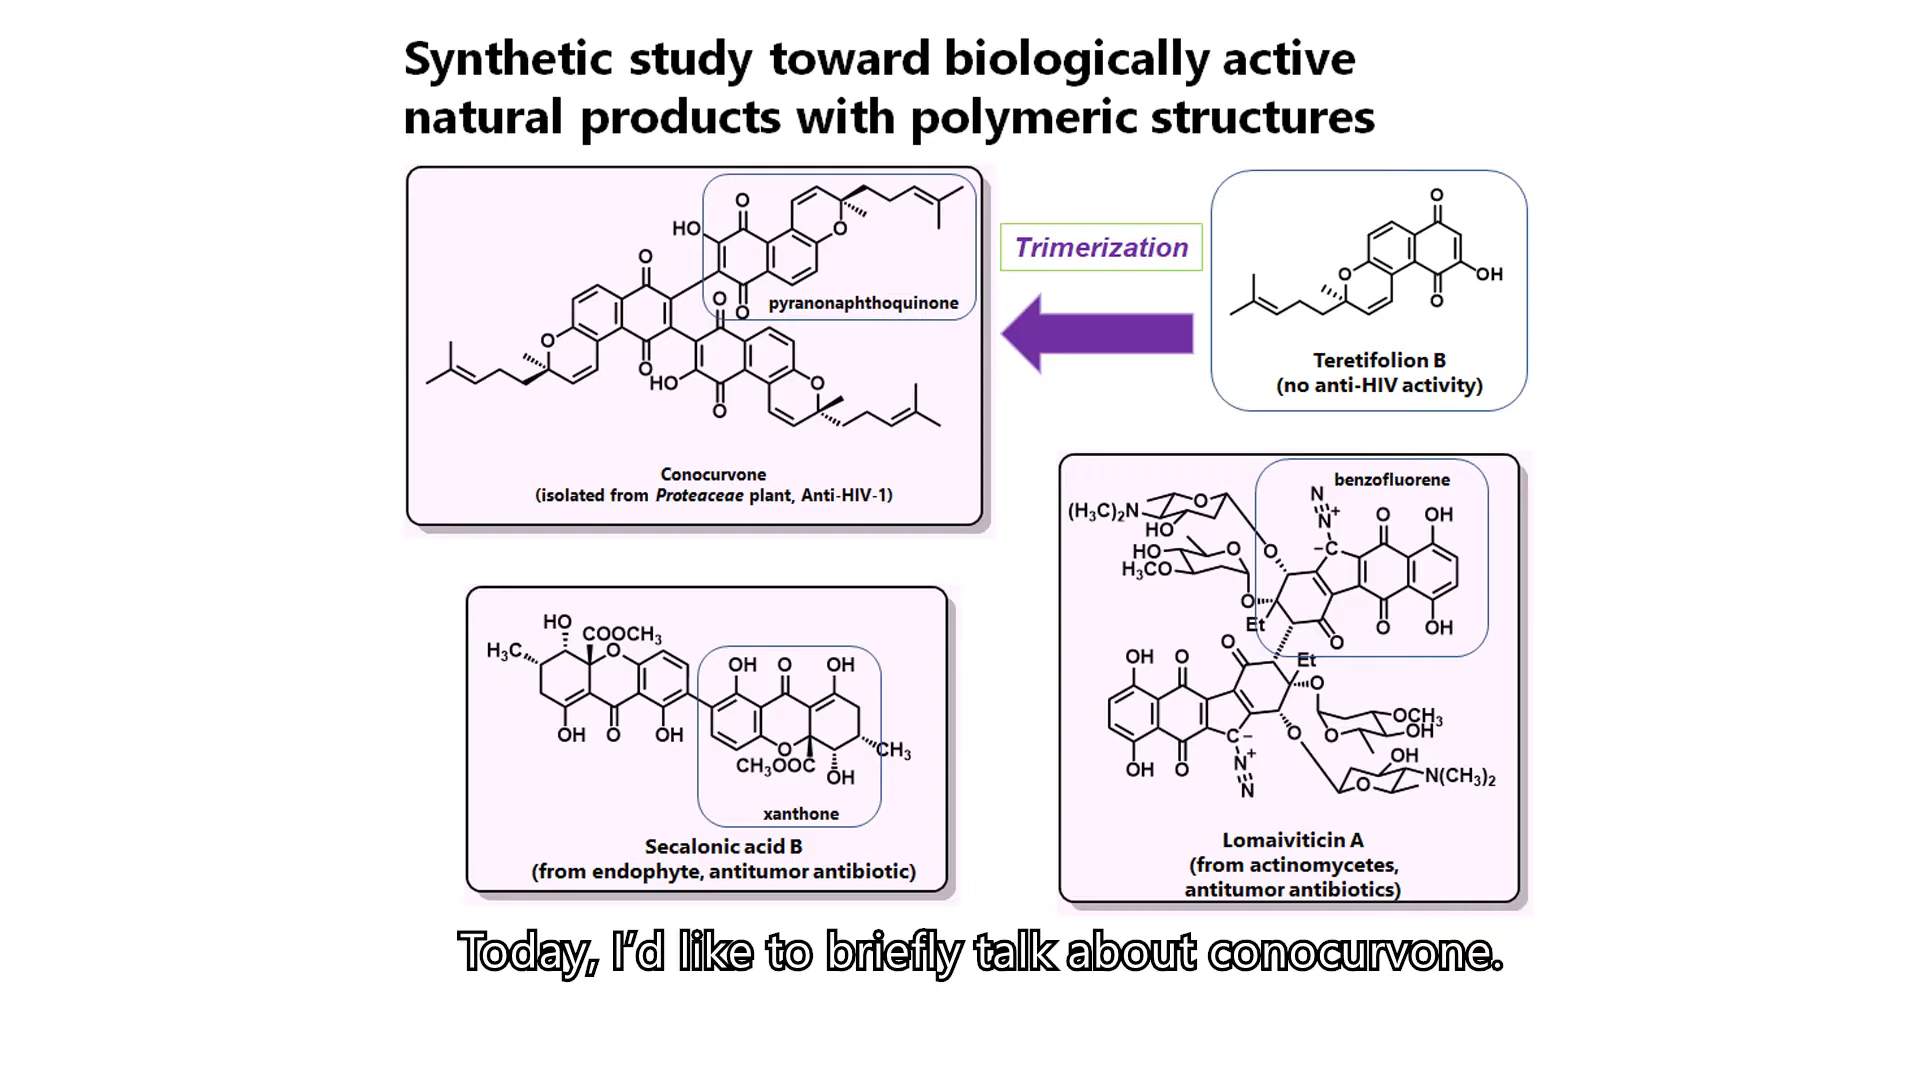 Synthetic study toward biologically active
natural products with polymeric structures
O
HO
O
O
O
O
O
pyranonaphthoquinone
O
O
HO
O
O
Conocurvone
(isolated from Proteaceae plant, Anti-HIV-1)
Trimerization
O
O
OH
O
Teretifolion B
(no anti-HIV activity)
HO
COOCH3
H3C
O
OH
O
OH
OH
O
OH
O
CH3
CH3OOC
OH
xanthone
Secalonic acid B
(from endophyte, antitumor antibiotic)
benzofluorene
N
N+
O
OH
(H3C)2N
O
HO
O
HO
O
H3CO
−C
O
Et
O
O
OH
OH
O
O
Et
O
OCH3
OH
O
C−
O
OH
O
N+
N
OH
O
N(CH3)2
Lomaiviticin A
(from actinomycetes,
antitumor antibiotics)
Today, I’d like to briefly talk about conocurvone.